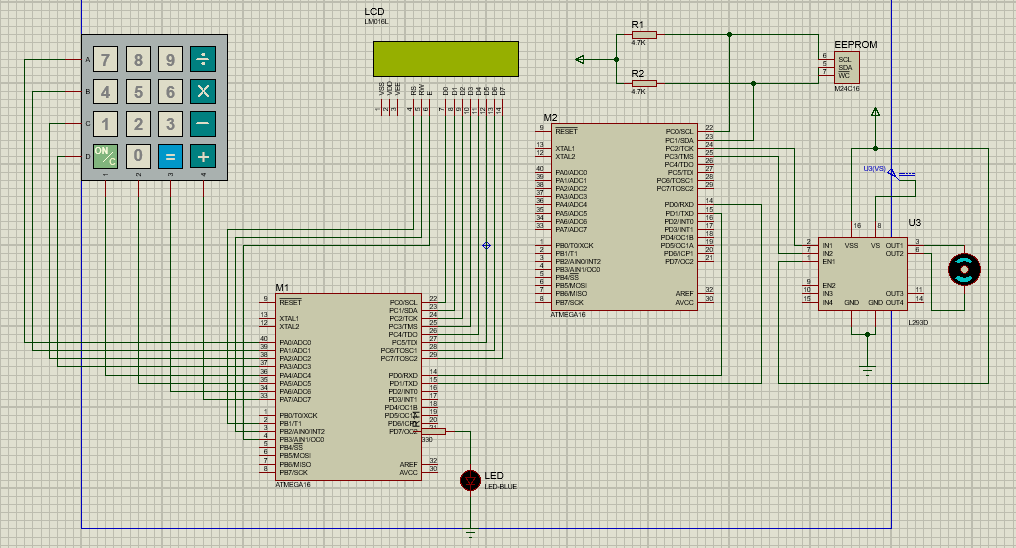 LCD
LM016L
7 8 9 ÷
4 5 6 ×
1 2 3 −
ON/C 0 = +
A
B
C
D
1 2 3 4
VSS VDD VEE RS RW E D0 D1 D2 D3 D4 D5 D6 D7
1 2 3 4 5 6 7 8 9 10 11 12 13 14
R1
4.7K
R2
4.7K
EEPROM
6 SCL
5 SDA
7 WC
M24C16
M2
9 RESET PC0/SCL 22
PC1/SDA 23
13 XTAL1 PC2/TCK 24
12 XTAL2 PC3/TMS 25
PC4/TDO 26
40 PA0/ADC0 PC5/TDI 27
39 PA1/ADC1 PC6/TOSC1 28
38 PA2/ADC2 PC7/TOSC2 29
37 PA3/ADC3
36 PA4/ADC4 PD0/RXD 14
35 PA5/ADC5 PD1/TXD 15
34 PA6/ADC6 PD2/INT0 16
33 PA7/ADC7 PD3/INT1 17
PD4/OC1B 18
1 PB0/T0/XCK PD5/OC1A 19
2 PB1/T1 PD6/ICP1 20
3 PB2/AIN0/INT2 PD7/OC2 21
4 PB3/AIN1/OC0
5 PB4/SS
6 PB5/MOSI
7 PB6/MISO AREF 32
8 PB7/SCK AVCC 30
ATMEGA16
U3(VS)
U3
16 8
2 IN1 VSS VS OUT1 3
7 IN2 OUT2 6
1 EN1
9 EN2
10 IN3 OUT3 11
15 IN4 GND GND OUT4 14
L293D
M1
9 RESET PC0/SCL 22
PC1/SDA 23
13 XTAL1 PC2/TCK 24
12 XTAL2 PC3/TMS 25
PC4/TDO 26
40 PA0/ADC0 PC5/TDI 27
39 PA1/ADC1 PC6/TOSC1 28
38 PA2/ADC2 PC7/TOSC2 29
37 PA3/ADC3
36 PA4/ADC4 PD0/RXD 14
35 PA5/ADC5 PD1/TXD 15
34 PA6/ADC6 PD2/INT0 16
33 PA7/ADC7 PD3/INT1 17
PD4/OC1B 18
1 PB0/T0/XCK 19
2 PB1/T1 20
3 PB2/AIN0/INT2 PD7/OC2 21
4 PB3/AIN1/OC0 330
5 PB4/SS
6 PB5/MOSI
7 PB6/MISO AREF 32
8 PB7/SCK AVCC 30
ATMEGA16
LED
LED-BLUE